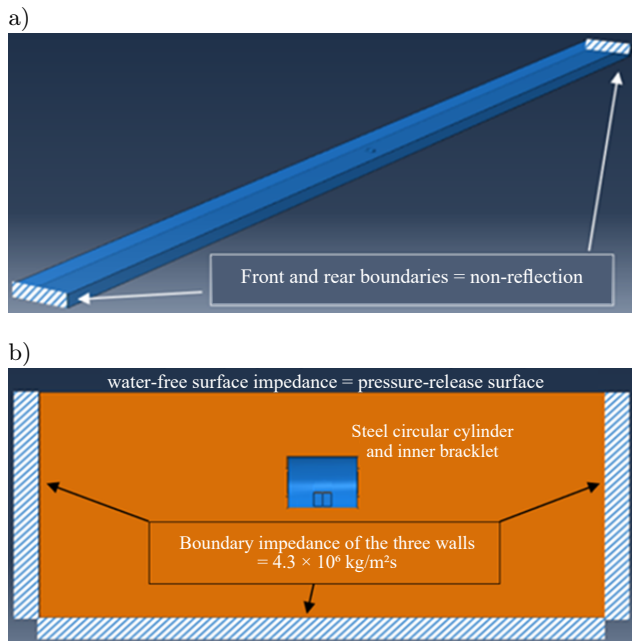 a)
Front and rear boundaries = non-reflection
b)
water-free surface impedance = pressure-release surface
Steel circular cylinder
and inner bracklet
Boundary impedance of the three walls
= 4.3 × 10⁶ kg/m²s